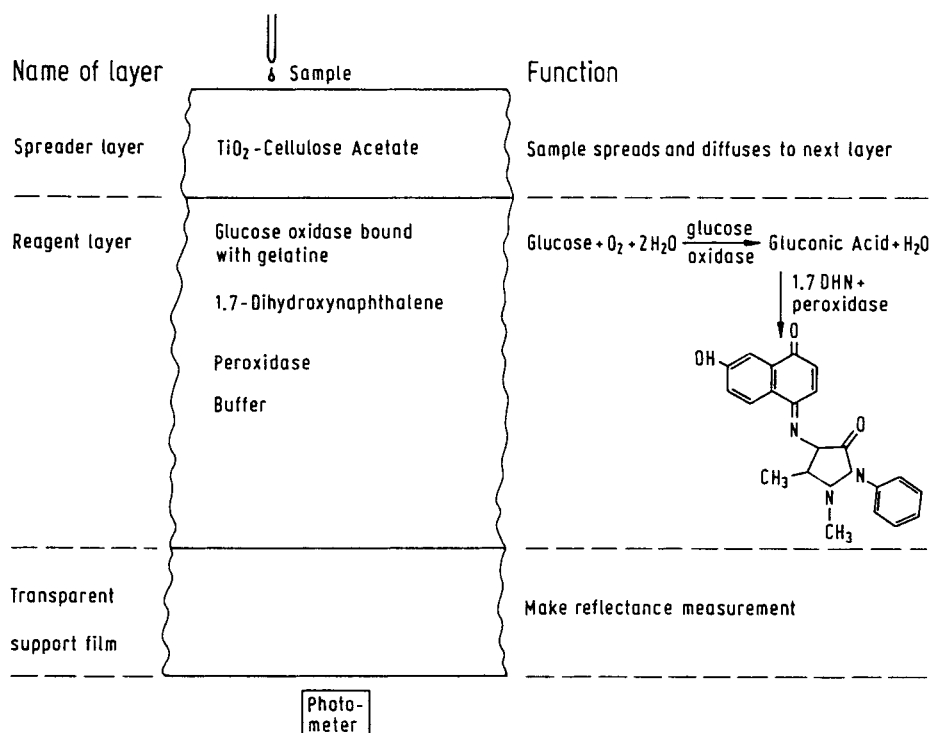 Name of layer
Sample
Function
Spreader layer
TiO₂-Cellulose Acetate
Sample spreads and diffuses to next layer
Reagent layer
Glucose oxidase bound
with gelatine
1.7-Dihydroxynaphthalene
Peroxidase
Buffer
Glucose + O₂ + 2H₂O glucose oxidase Gluconic Acid + H₂O
1.7 DHN +
peroxidase
O
OH
N
O
CH₃
N
N
CH₃
Transparent
support film
Make reflectance measurement
Photo-
meter